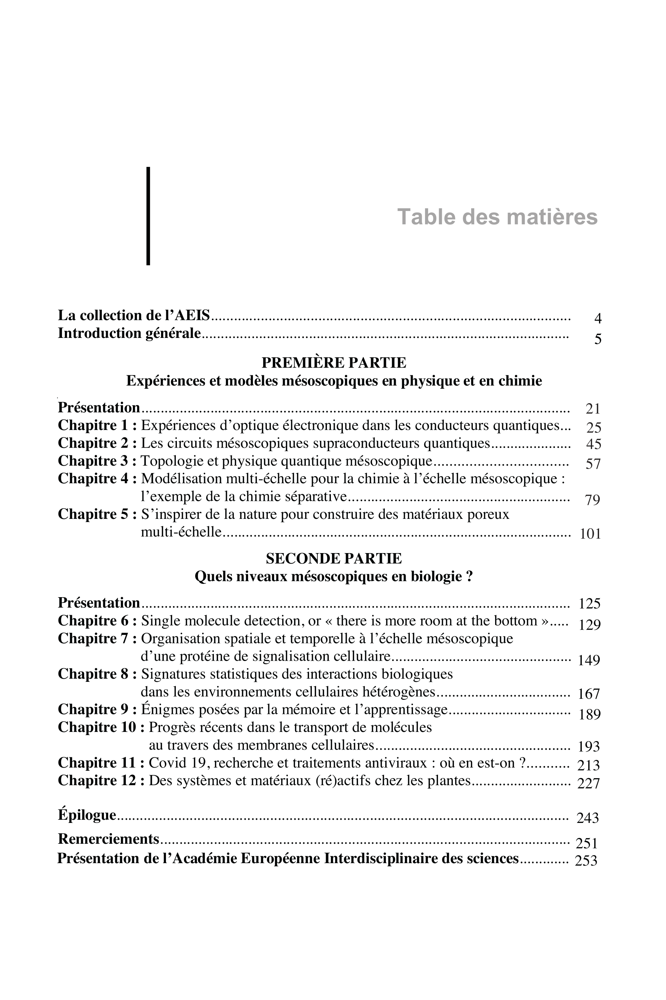 Table des matières
La collection de l’AEIS.............................................................................................. 4
Introduction générale................................................................................................ 5
PREMIÈRE PARTIE
Expériences et modèles mésoscopiques en physique et en chimie
Présentation................................................................................................................ 21
Chapitre 1 : Expériences d’optique électronique dans les conducteurs quantiques... 25
Chapitre 2 : Les circuits mésoscopiques supraconducteurs quantiques..................... 45
Chapitre 3 : Topologie et physique quantique mésoscopique................................... 57
Chapitre 4 : Modélisation multi-échelle pour la chimie à l’échelle mésoscopique :
l’exemple de la chimie séparative.......................................................... 79
Chapitre 5 : S’inspirer de la nature pour construire des matériaux poreux
multi-échelle........................................................................................... 101
SECONDE PARTIE
Quels niveaux mésoscopiques en biologie ?
Présentation................................................................................................................ 125
Chapitre 6 : Single molecule detection, or « there is more room at the bottom »..... 129
Chapitre 7 : Organisation spatiale et temporelle à l’échelle mésoscopique
d’une protéine de signalisation cellulaire............................................... 149
Chapitre 8 : Signatures statistiques des interactions biologiques
dans les environnements cellulaires hétérogènes................................... 167
Chapitre 9 : Énigmes posées par la mémoire et l’apprentissage................................ 189
Chapitre 10 : Progrès récents dans le transport de molécules
au travers des membranes cellulaires................................................... 193
Chapitre 11 : Covid 19, recherche et traitements antiviraux : où en est-on ?........... 213
Chapitre 12 : Des systèmes et matériaux (ré)actifs chez les plantes.......................... 227
Épilogue...................................................................................................................... 243
Remerciements........................................................................................................... 251
Présentation de l’Académie Européenne Interdisciplinaire des sciences............. 253